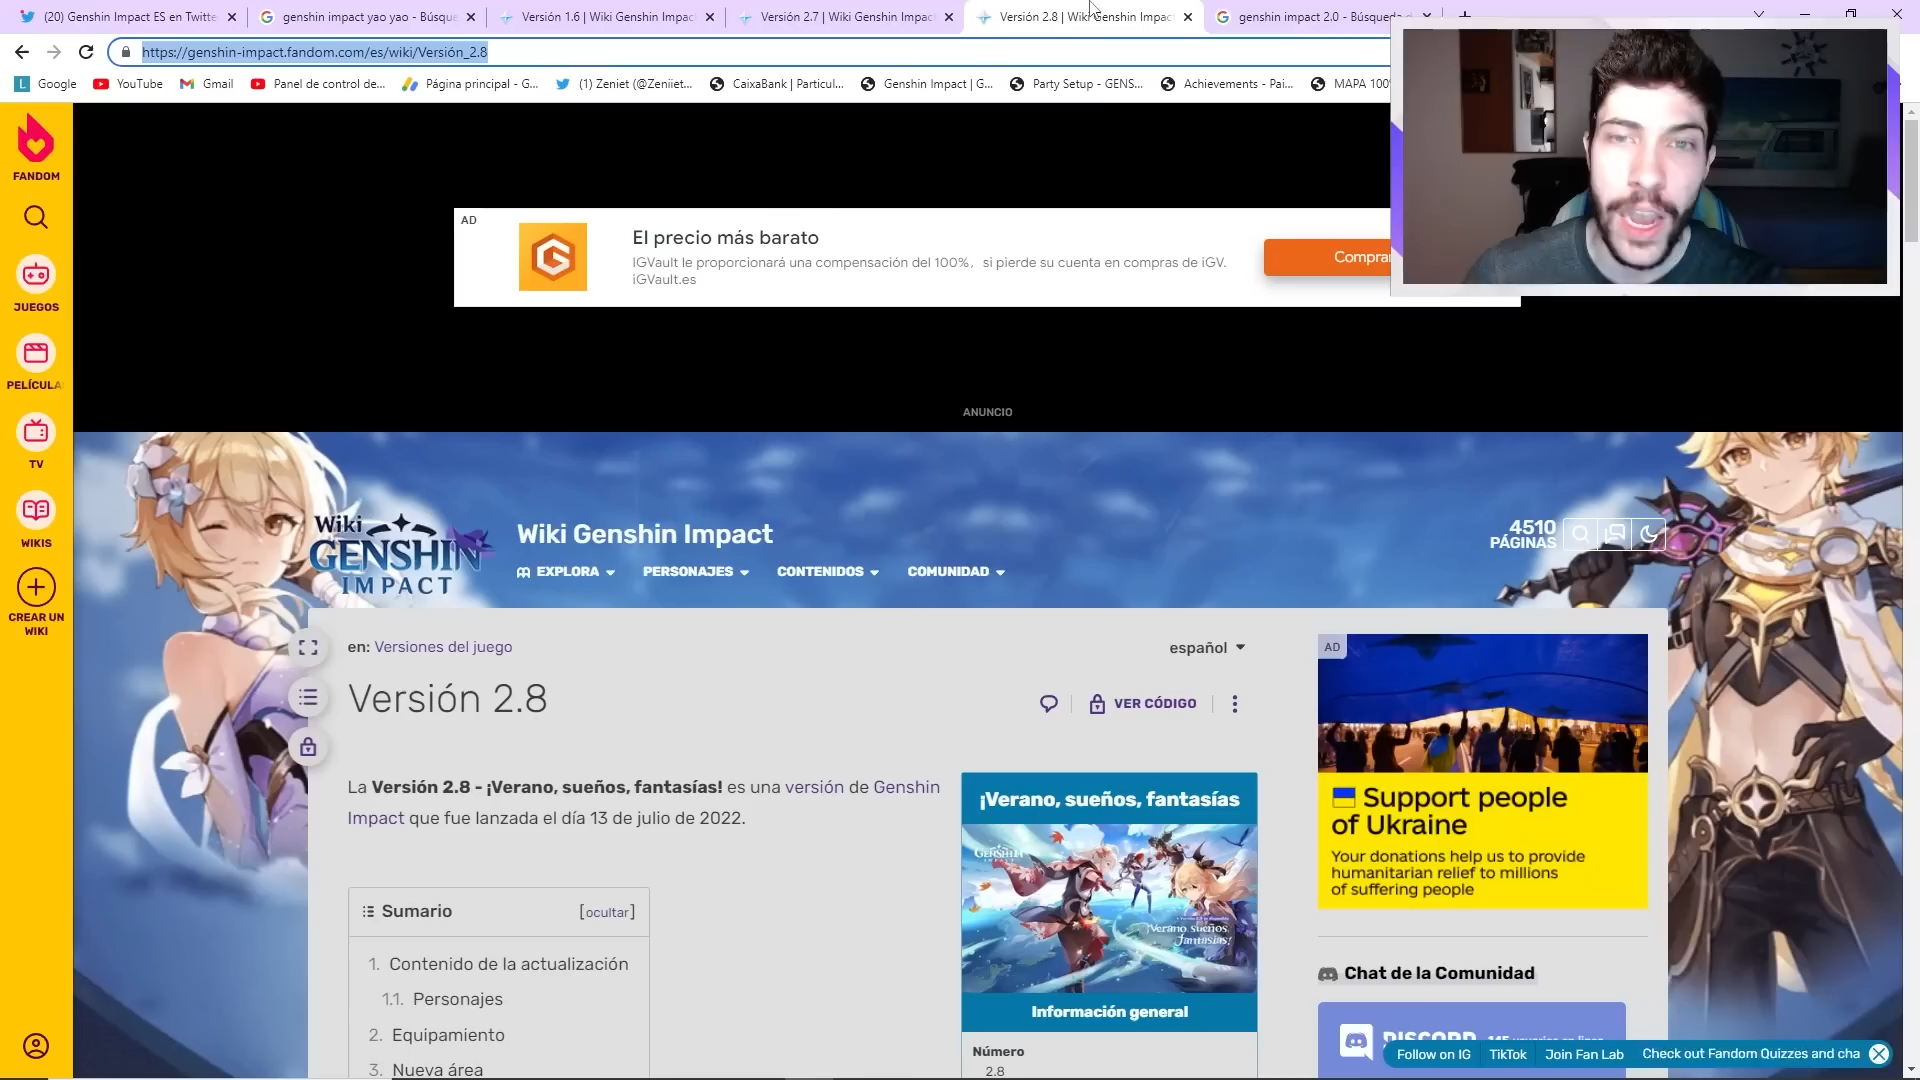 (20) Genshin Impact ES en Twitte
genshin impact yao yao - Búsque
Versión 1.6 | Wiki Genshin Impac
Versión 2.7 | Wiki Genshin Impac
Versión 2.8 | Wiki Genshin Impac
genshin impact 2.0 - Búsqueda d
https://genshin-impact.fandom.com/es/wiki/Versión_2.8
L Google
YouTube
Gmail
Panel de control de...
Página principal - G...
(1) Zeniet (@Zeniiet...
CaixaBank | Particul...
Genshin Impact | G...
Party Setup - GENS...
Achievements - Pai...
MAPA 100%
FANDOM
JUEGOS
PELÍCULA
TV
WIKIS
CREAR UN
WIKI
AD
El precio más barato
IGVault le proporcionará una compensación del 100%, si pierde su cuenta en compras de iGV.
iGVault.es
Comprar
ANUNCIO
Wiki
GENSHIN
IMPACT
Wiki Genshin Impact
EXPLORA
PERSONAJES
CONTENIDOS
COMUNIDAD
4510
PÁGINAS
en: Versiones del juego
español
Versión 2.8
VER CÓDIGO
La Versión 2.8 - ¡Verano, sueños, fantasías! es una versión de Genshin
Impact que fue lanzada el día 13 de julio de 2022.
Sumario [ocultar]
1. Contenido de la actualización
1.1. Personajes
2. Equipamiento
3. Nueva área
¡Verano, sueños, fantasías
GENSHIN
IMPACT
¡Verano, sueños,
fantasías!
Información general
Número
2.8
AD
Support people
of Ukraine
Your donations help us to provide
humanitarian relief to millions
of suffering people
Chat de la Comunidad
DISCORD
Follow on IG
TikTok
Join Fan Lab
Check out Fandom Quizzes and cha